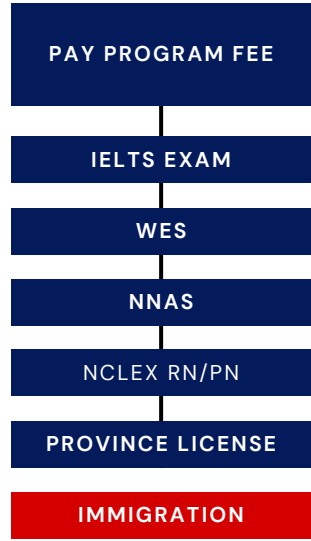 PAY PROGRAM FEE
IELTS EXAM
WES
NNAS
NCLEX RN/PN
PROVINCE LICENSE
IMMIGRATION